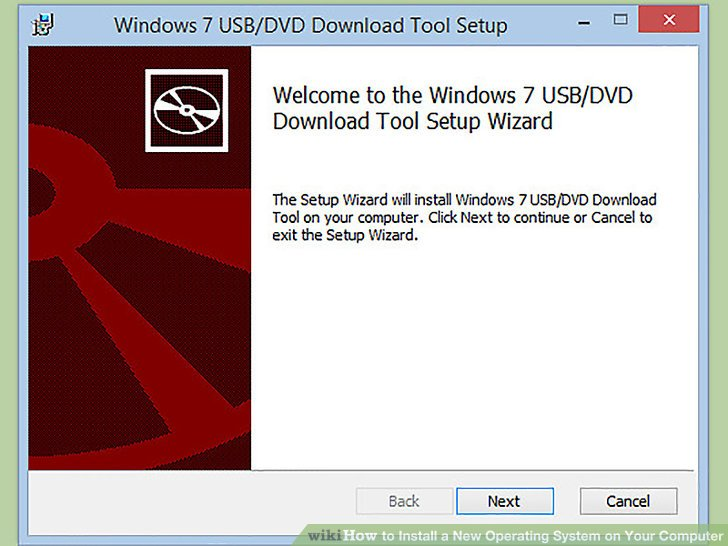 Windows 7 USB/DVD Download Tool Setup
Welcome to the Windows 7 USB/DVD
Download Tool Setup Wizard
The Setup Wizard will install Windows 7 USB/DVD Download
Tool on your computer. Click Next to continue or Cancel to
exit the Setup Wizard.
Back Next Cancel
wikiHow to Install a New Operating System on Your Computer